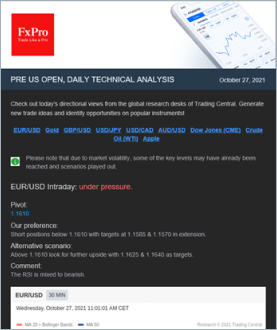 FxPro
Trade Like a Pro
PRE US OPEN, DAILY TECHNICAL ANALYSIS
October 27, 2021
Check out today's directional views from the global research desks of Trading Central. Generate
new trade ideas and identify opportunities on popular instruments!
EUR/USD Gold GBP/USD USD/JPY USD/CAD AUD/USD Dow Jones (CME) Crude
Oil (WTI) Apple
Please note that due to market volatility, some of the key levels may have already been
reached and scenarios played out.
EUR/USD Intraday: under pressure.
Pivot:
1.1610
Our preference:
Short positions below 1.1610 with targets at 1.1585 & 1.1570 in extension.
Alternative scenario:
Above 1.1610 look for further upside with 1.1625 & 1.1640 as targets.
Comment:
The RSI is mixed to bearish.
EUR/USD 30 MIN
Wednesday, October 27, 2021 11:01:01 AM CET
MA 20 + Bollinger Bands MA 50
Research © 2021 Trading Central